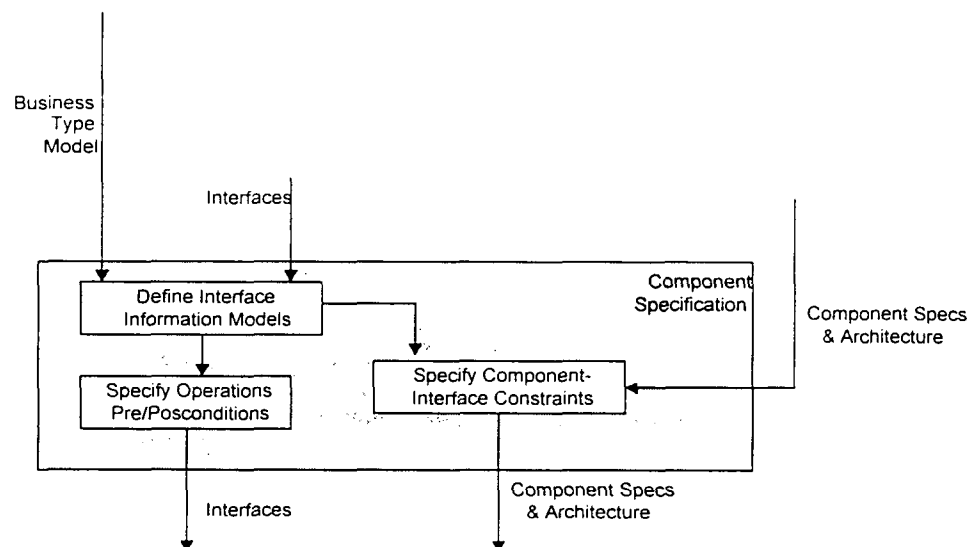 Business
Type
Model
Interfaces
Component
Specification
Define Interface
Information Models
Component Specs
& Architecture
Specify Operations
Pre/Posconditions
Specify Component-
Interface Constraints
Interfaces
Component Specs
& Architecture